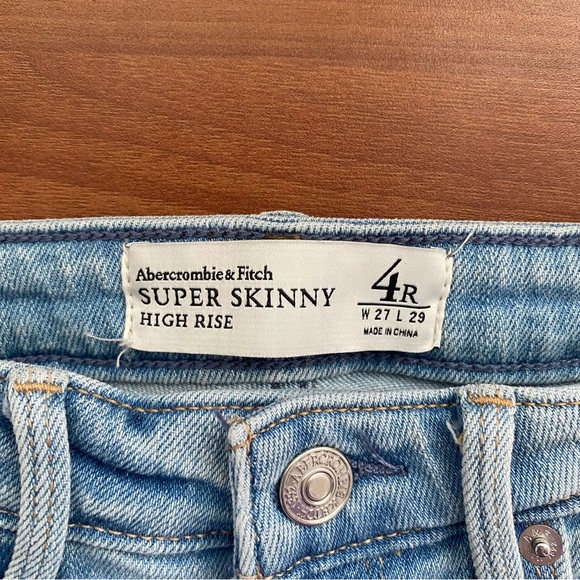 Abercrombie & Fitch
SUPER SKINNY
HIGH RISE
4R
W 27 L 29
MADE IN CHINA